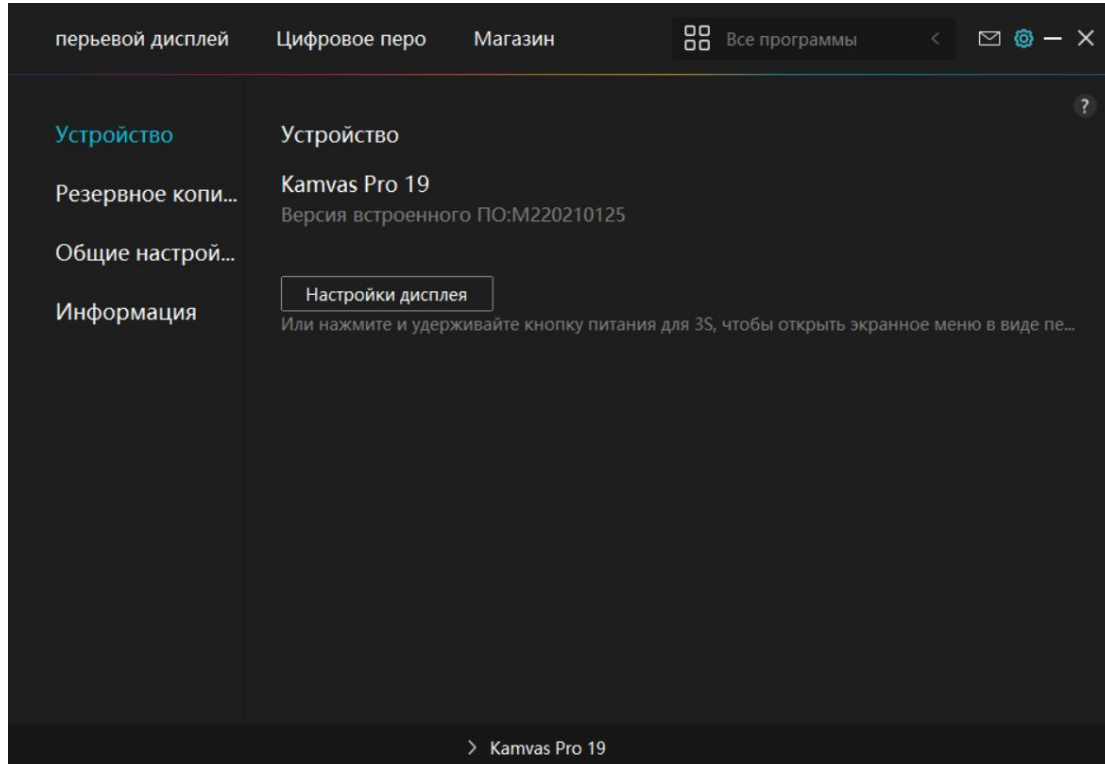 перьевой дисплей Цифровое перо Магазин Все программы
?
Устройство
Резервное копи...
Общие настрой...
Информация
Устройство
Kamvas Pro 19
Версия встроенного ПО:M220210125
Настройки дисплея
Или нажмите и удерживайте кнопку питания для 3S, чтобы открыть экранное меню в виде пе...
Kamvas Pro 19